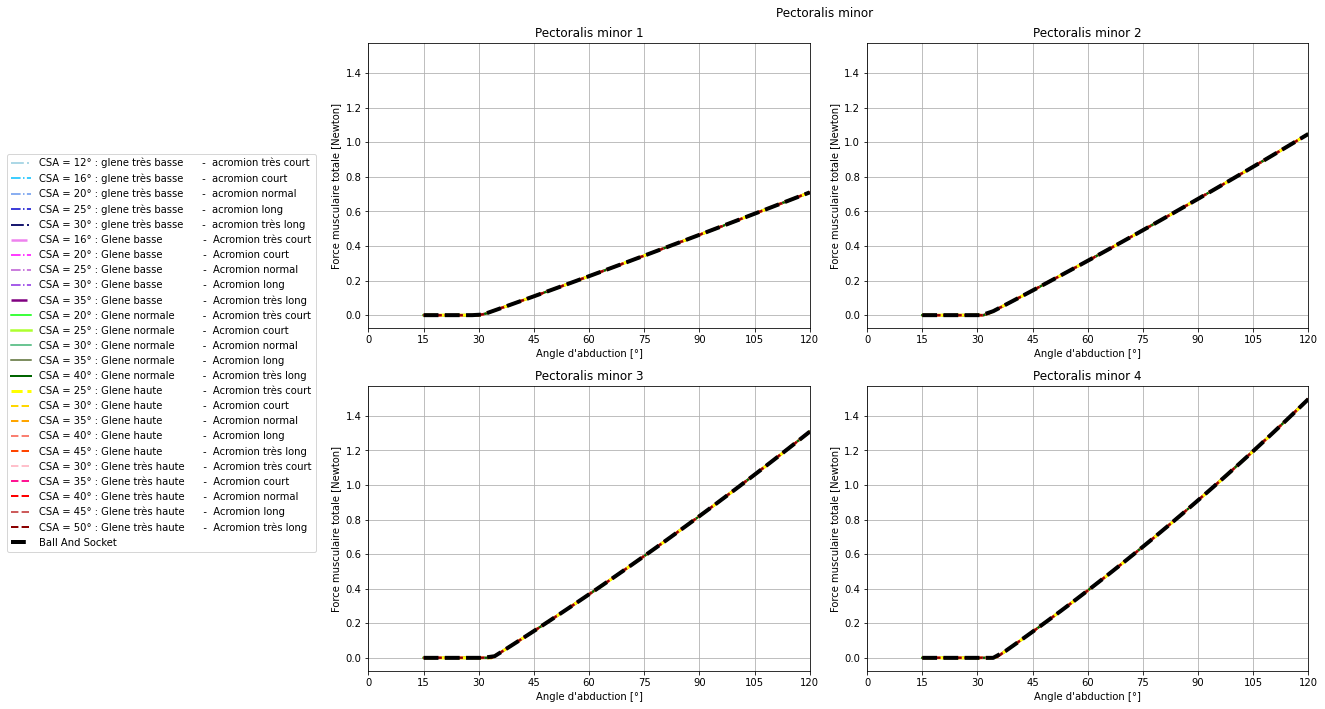 Pectoralis minor
CSA = 12° : glene très basse - acromion très court
CSA = 16° : glene très basse - acromion court
CSA = 20° : glene très basse - acromion normal
CSA = 25° : glene très basse - acromion long
CSA = 30° : glene très basse - acromion très long
CSA = 16° : Glene basse - Acromion très court
CSA = 20° : Glene basse - Acromion court
CSA = 25° : Glene basse - Acromion normal
CSA = 30° : Glene basse - Acromion long
CSA = 35° : Glene basse - Acromion très long
CSA = 20° : Glene normale - Acromion très court
CSA = 25° : Glene normale - Acromion court
CSA = 30° : Glene normale - Acromion normal
CSA = 35° : Glene normale - Acromion long
CSA = 40° : Glene normale - Acromion très long
CSA = 25° : Glene haute - Acromion très court
CSA = 30° : Glene haute - Acromion court
CSA = 35° : Glene haute - Acromion normal
CSA = 40° : Glene haute - Acromion long
CSA = 45° : Glene haute - Acromion très long
CSA = 30° : Glene très haute - Acromion très court
CSA = 35° : Glene très haute - Acromion court
CSA = 40° : Glene très haute - Acromion normal
CSA = 45° : Glene très haute - Acromion long
CSA = 50° : Glene très haute - Acromion très long
Ball And Socket
Pectoralis minor 1
Force musculaire totale [Newton]
1.4
1.2
1.0
0.8
0.6
0.4
0.2
0.0
0 15 30 45 60 75 90 105 120
Angle d'abduction [°]
Pectoralis minor 2
Force musculaire totale [Newton]
1.4
1.2
1.0
0.8
0.6
0.4
0.2
0.0
0 15 30 45 60 75 90 105 120
Angle d'abduction [°]
Pectoralis minor 3
Force musculaire totale [Newton]
1.4
1.2
1.0
0.8
0.6
0.4
0.2
0.0
0 15 30 45 60 75 90 105 120
Angle d'abduction [°]
Pectoralis minor 4
Force musculaire totale [Newton]
1.4
1.2
1.0
0.8
0.6
0.4
0.2
0.0
0 15 30 45 60 75 90 105 120
Angle d'abduction [°]